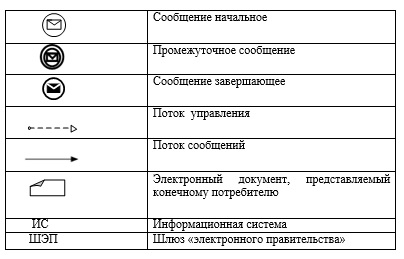 Сообщение начальное
Промежуточное сообщение
Сообщение завершающее
Поток управления
Поток сообщений
Электронный документ, представляемый
конечному потребителю
ИС Информационная система
ШЭП Шлюз «электронного правительства»